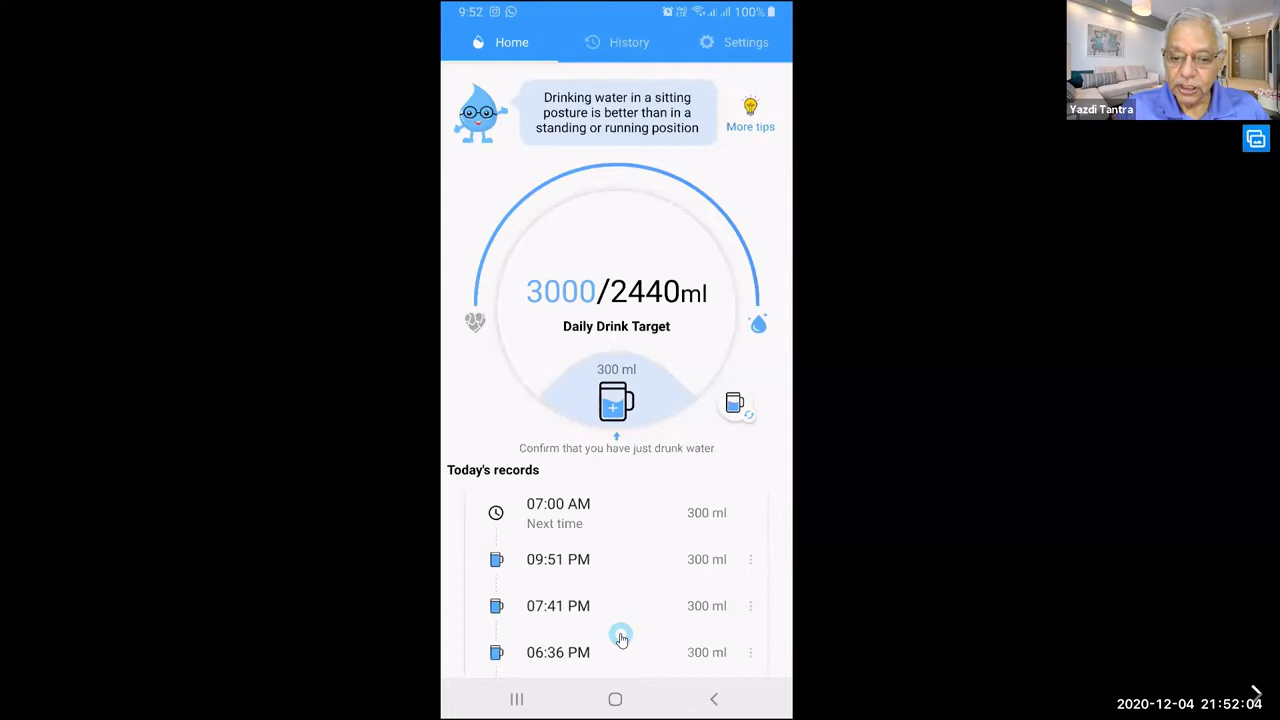 9:52 100%
Home History Settings
Drinking water in a sitting
posture is better than in a
standing or running position
More tips
3000/2440ml
Daily Drink Target
300 ml
Confirm that you have just drunk water
Today's records
07:00 AM 300 ml
Next time
09:51 PM 300 ml
07:41 PM 300 ml
06:36 PM 300 ml
Yazdi Tantra
2020-12-04 21:52:04